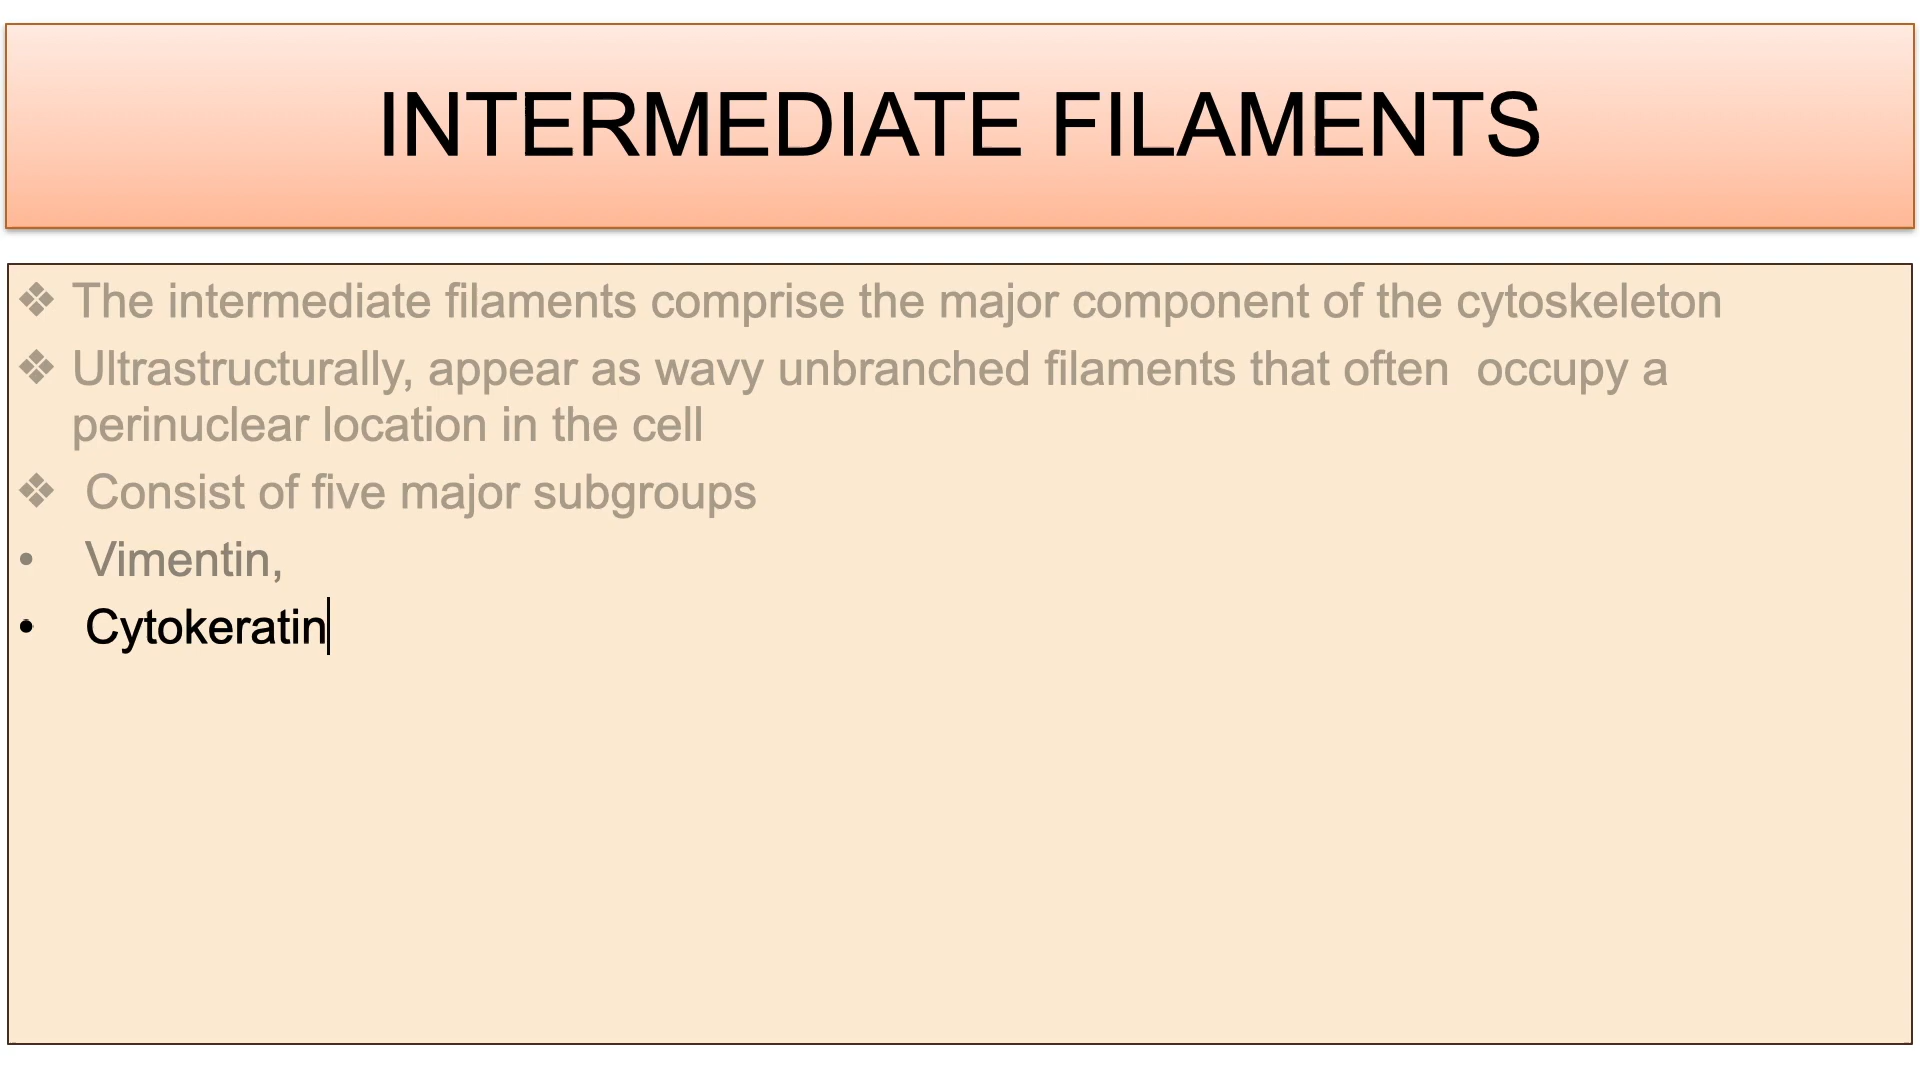 INTERMEDIATE FILAMENTS
❖ The intermediate filaments comprise the major component of the cytoskeleton
❖ Ultrastructurally, appear as wavy unbranched filaments that often  occupy a
perinuclear location in the cell
❖ Consist of five major subgroups
• Vimentin,
• Cytokeratin